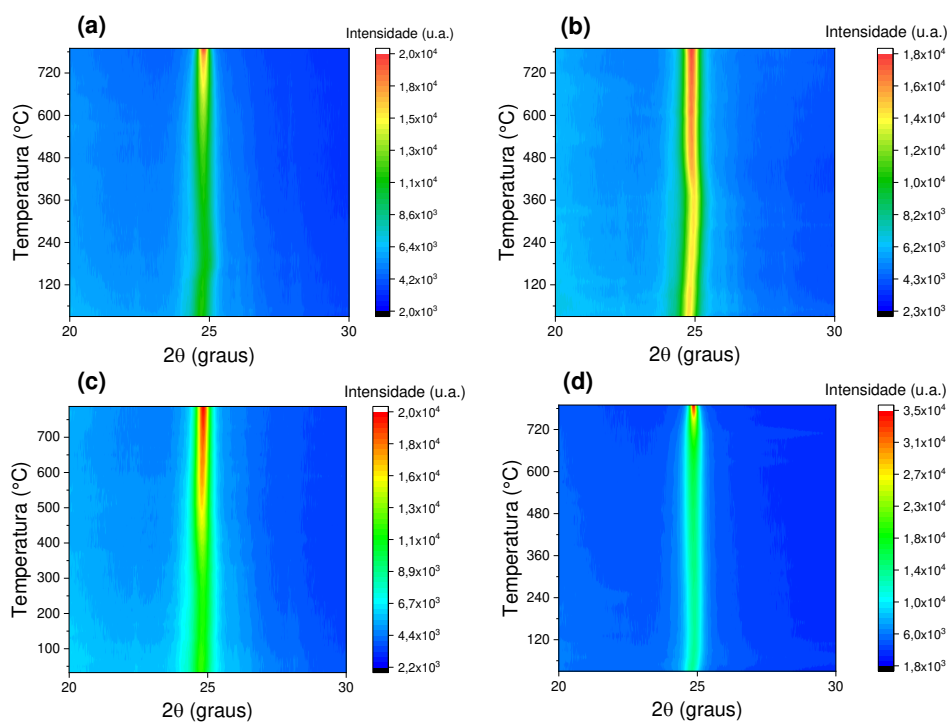 (a)
Intensidade (u.a.)
2,0x10⁴
1,8x10⁴
1,5x10⁴
1,3x10⁴
1,1x10⁴
8,7x10³
6,4x10³
4,2x10³
2,0x10³
720
600
480
360
240
120
Temperatura (°C)
20
25
30
2θ (graus)
(b)
Intensidade (u.a.)
1,8x10⁴
1,6x10⁴
1,4x10⁴
1,2x10⁴
1,0x10⁴
8,2x10³
6,2x10³
4,3x10³
2,3x10³
720
600
480
360
240
120
Temperatura (°C)
20
25
30
2θ (graus)
(c)
Intensidade (u.a.)
2,0x10⁴
1,8x10⁴
1,6x10⁴
1,3x10⁴
1,1x10⁴
8,9x10³
6,7x10³
4,4x10³
2,2x10³
700
600
500
400
300
200
100
Temperatura (°C)
20
25
30
2θ (graus)
(d)
Intensidade (u.a.)
3,5x10⁴
3,1x10⁴
2,7x10⁴
2,3x10⁴
1,9x10⁴
1,4x10⁴
1,0x10⁴
6,0x10³
1,8x10³
720
600
480
360
240
120
Temperatura (°C)
20
25
30
2θ (graus)